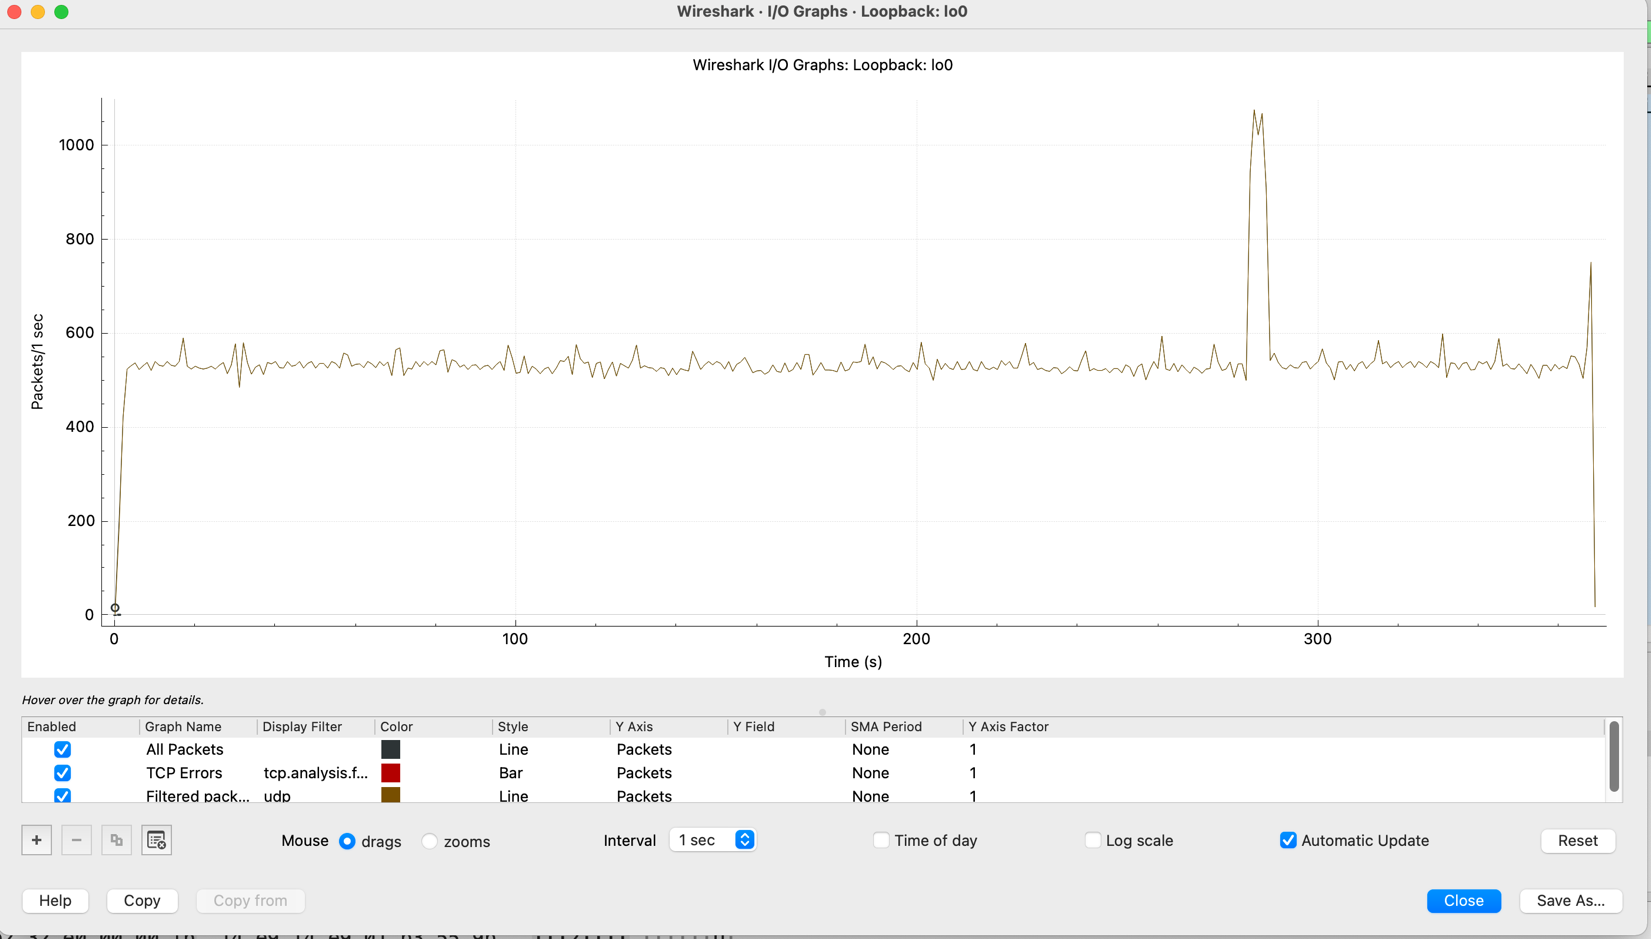 Wireshark · I/O Graphs · Loopback: lo0
Wireshark I/O Graphs: Loopback: lo0
1000
800
600
400
200
0
Packets/1 sec
0 100 200 300
Time (s)
Hover over the graph for details.
Enabled Graph Name Display Filter Color Style Y Axis Y Field SMA Period Y Axis Factor
All Packets Line Packets None 1
TCP Errors tcp.analysis.f... Bar Packets None 1
Filtered pack... udp Line Packets None 1
+ − Mouse drags zooms Interval 1 sec Time of day Log scale Automatic Update Reset
Help Copy Copy from Close Save As...